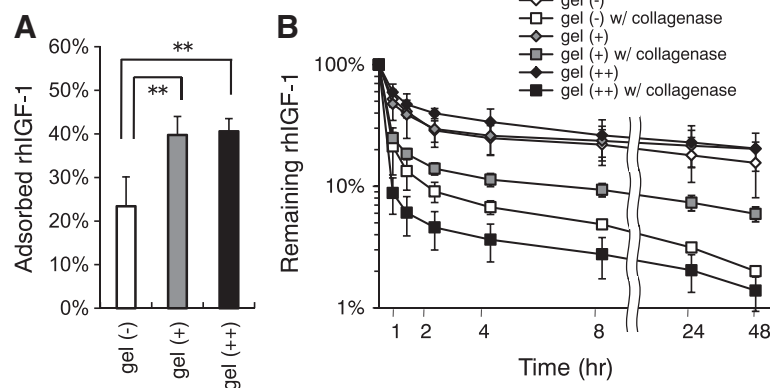 A
60%
50%
40%
30%
20%
10%
0%
Adsorbed rhIGF-1
**
**
gel (-)
gel (+)
gel (++)
B
gel (-)
gel (-) w/ collagenase
gel (+)
gel (+) w/ collagenase
gel (++)
gel (++) w/ collagenase
100%
10%
1%
Remaining rhIGF-1
1 2 4 8 24 48
Time (hr)